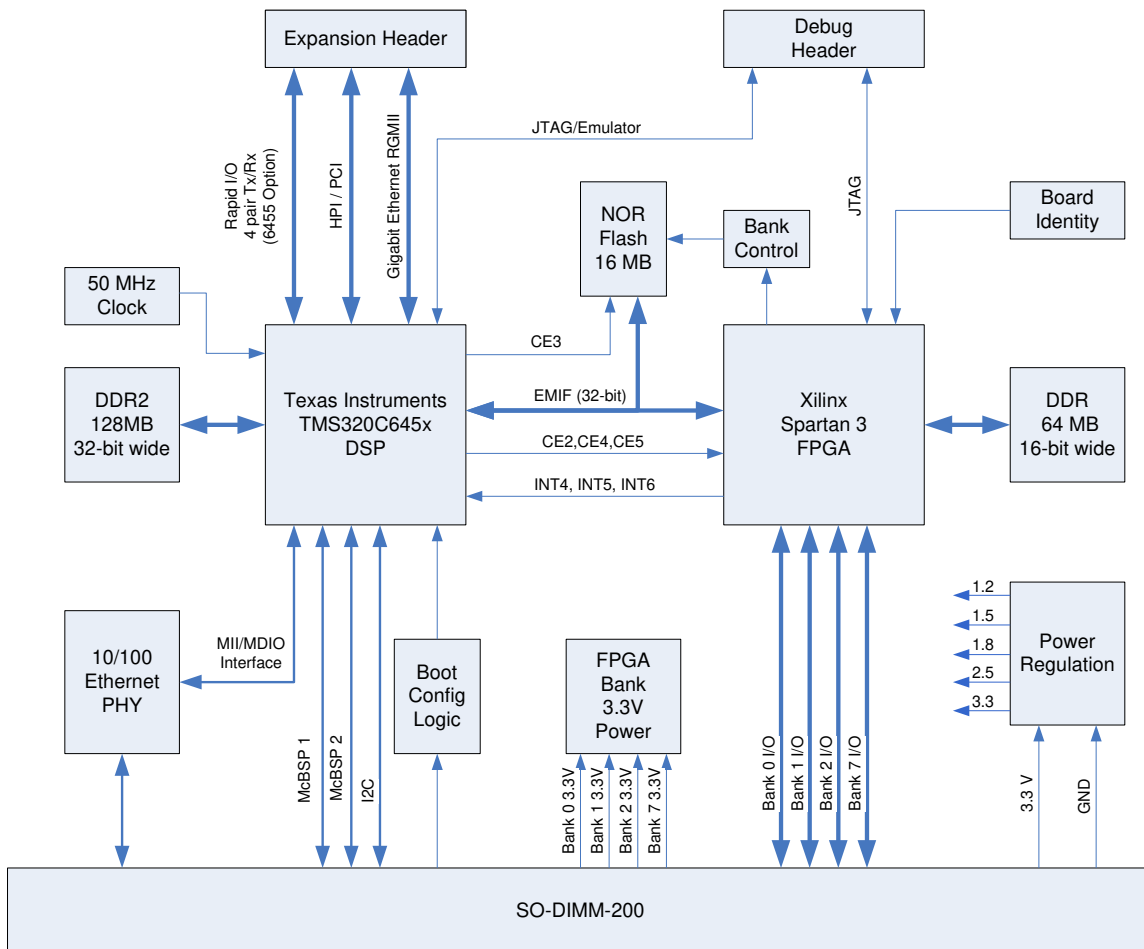 Expansion Header
Debug
Header
JTAG/Emulator
Rapid I/O
4 pair Tx/Rx
(6455 Option)
HPI / PCI
Gigabit Ethernet RGMII
JTAG
NOR
Flash
16 MB
Bank
Control
Board
Identity
50 MHz
Clock
CE3
DDR2
128MB
32-bit wide
Texas Instruments
TMS320C645x
DSP
EMIF (32-bit)
CE2,CE4,CE5
INT4, INT5, INT6
Xilinx
Spartan 3
FPGA
DDR
64 MB
16-bit wide
10/100
Ethernet
PHY
MII/MDIO
Interface
Boot
Config
Logic
FPGA
Bank
3.3V
Power
1.2
1.5
1.8
2.5
3.3
Power
Regulation
McBSP 1
McBSP 2
I2C
Bank 0 3.3V
Bank 1 3.3V
Bank 2 3.3V
Bank 7 3.3V
Bank 0 I/O
Bank 1 I/O
Bank 2 I/O
Bank 7 I/O
3.3 V
GND
SO-DIMM-200